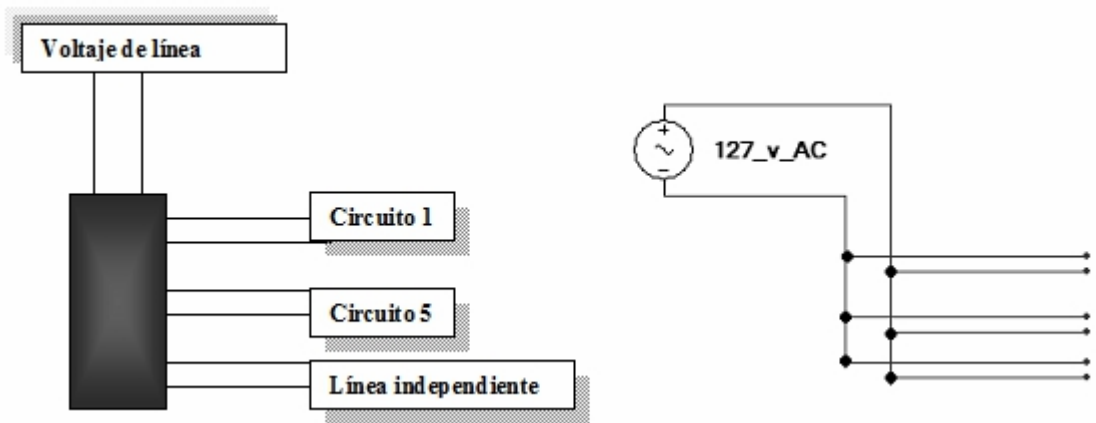 Voltaje de línea
127_v_AC
Circuito 1
Circuito 5
Línea independiente